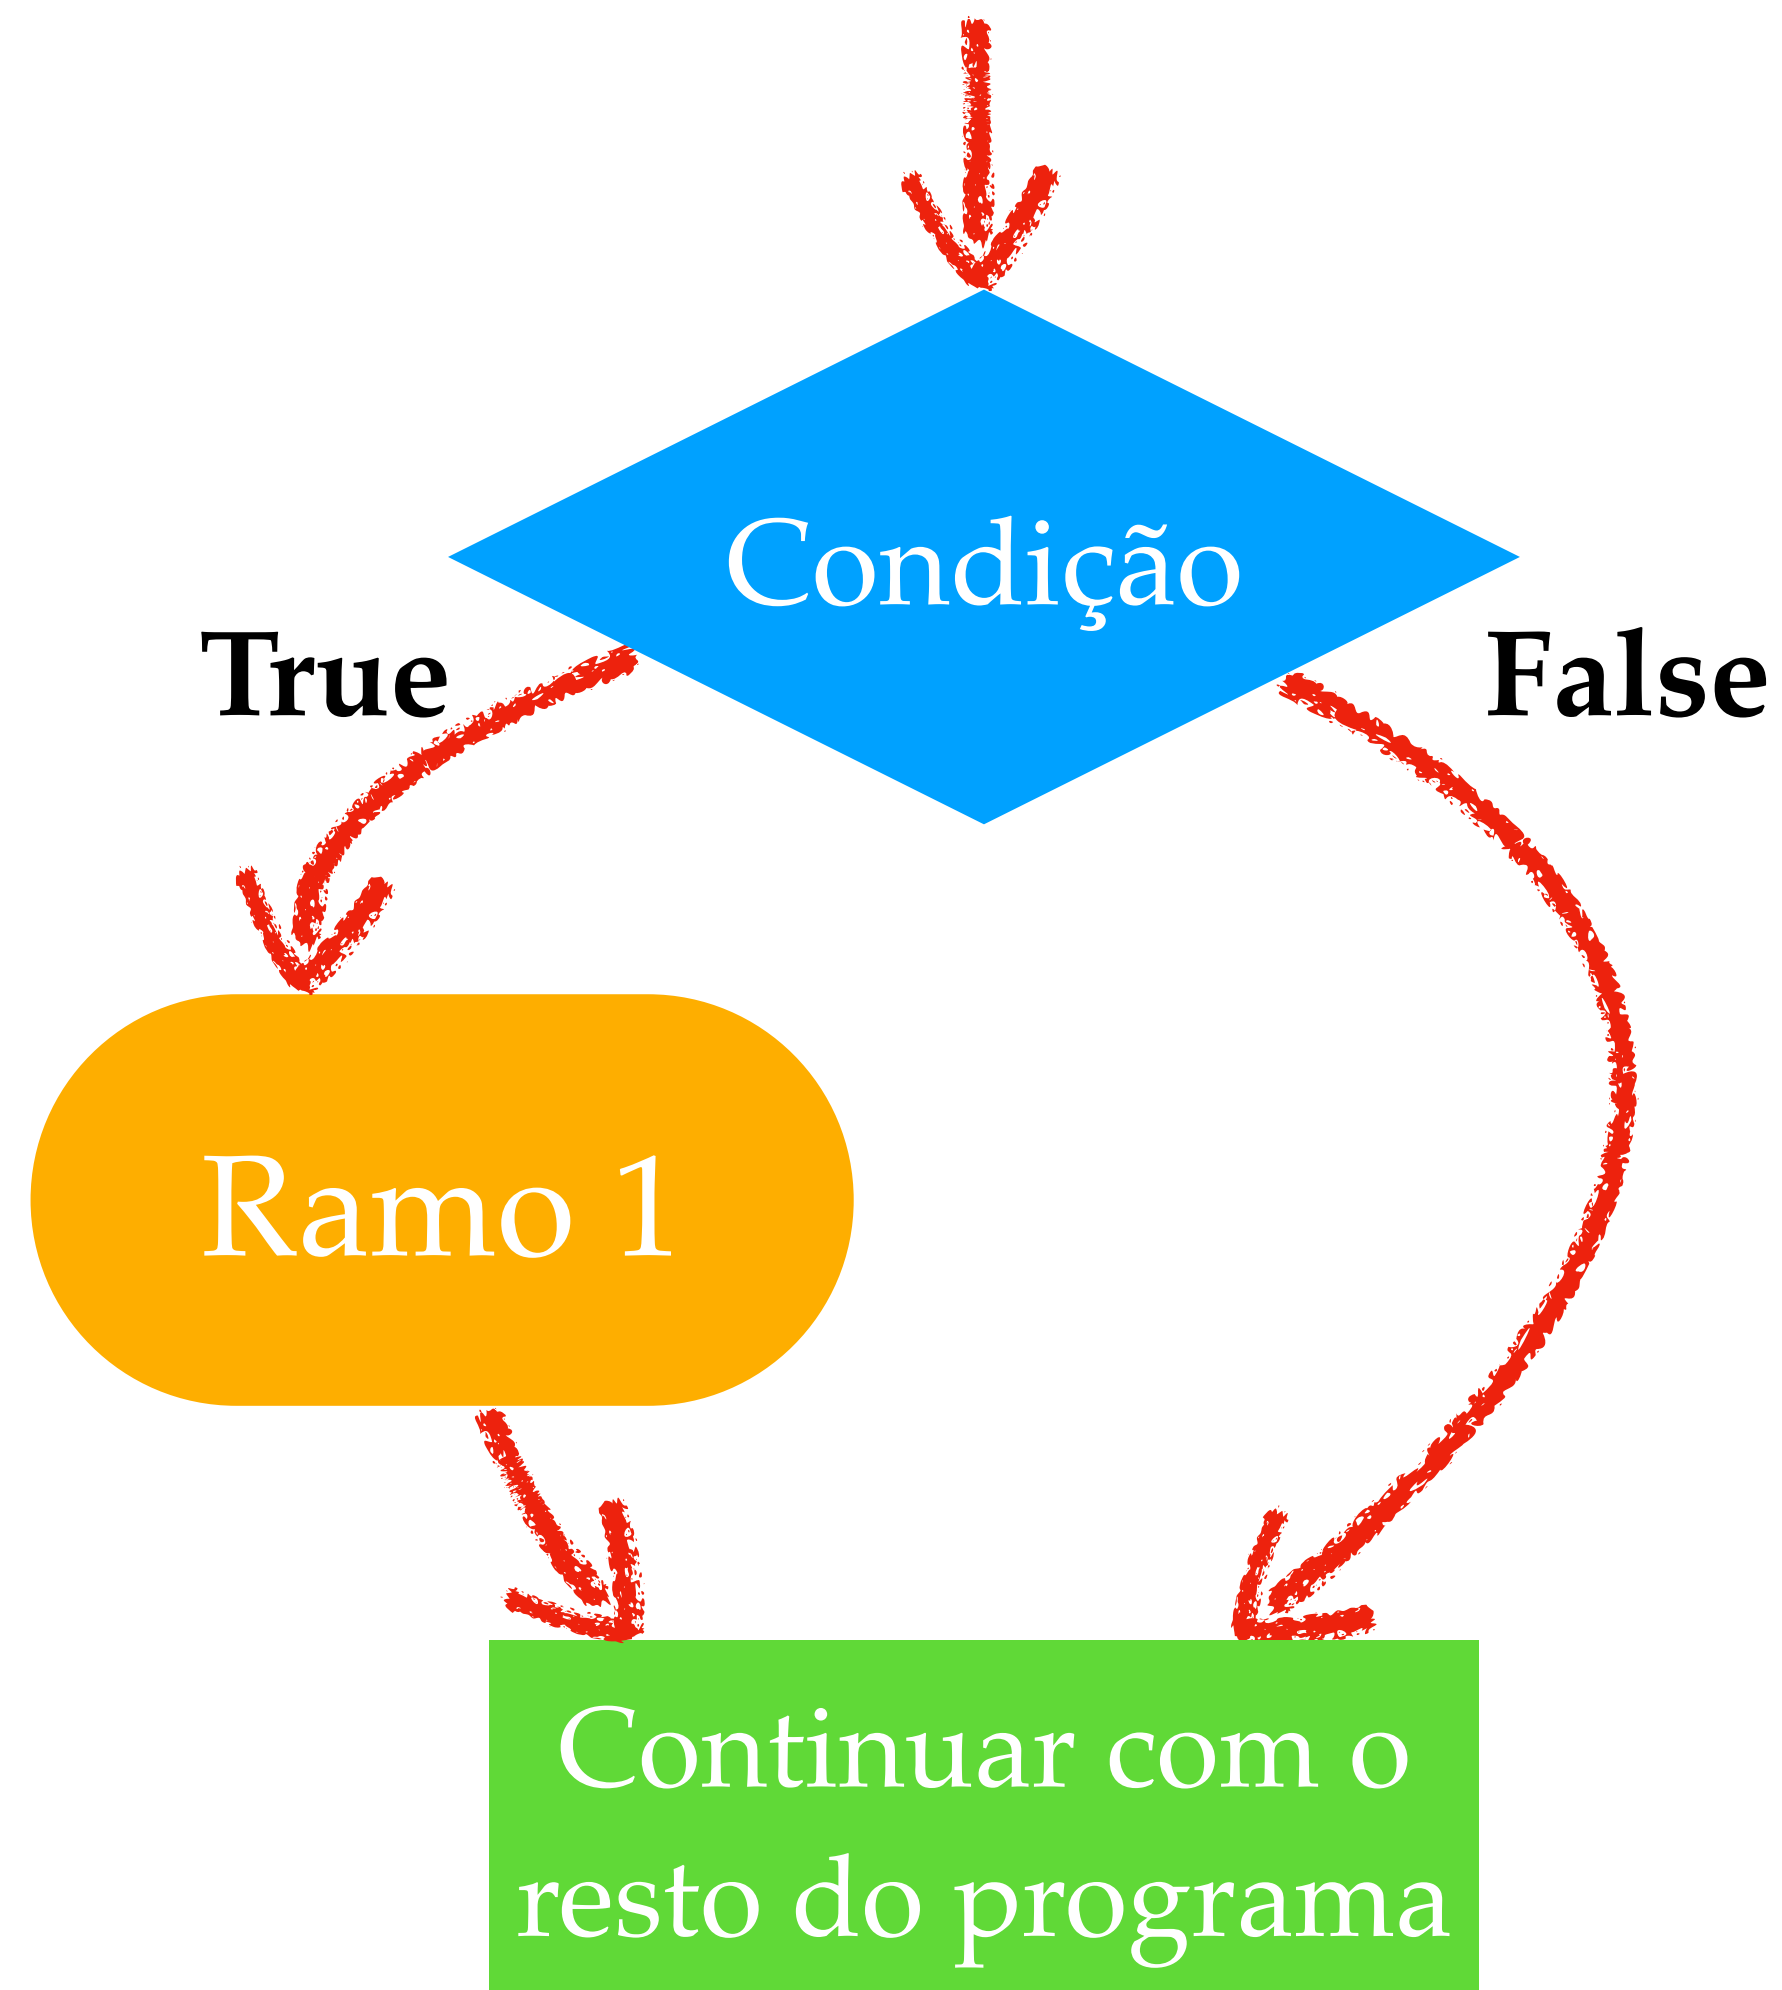 Condição
True
False
Ramo 1
Continuar com o
resto do programa